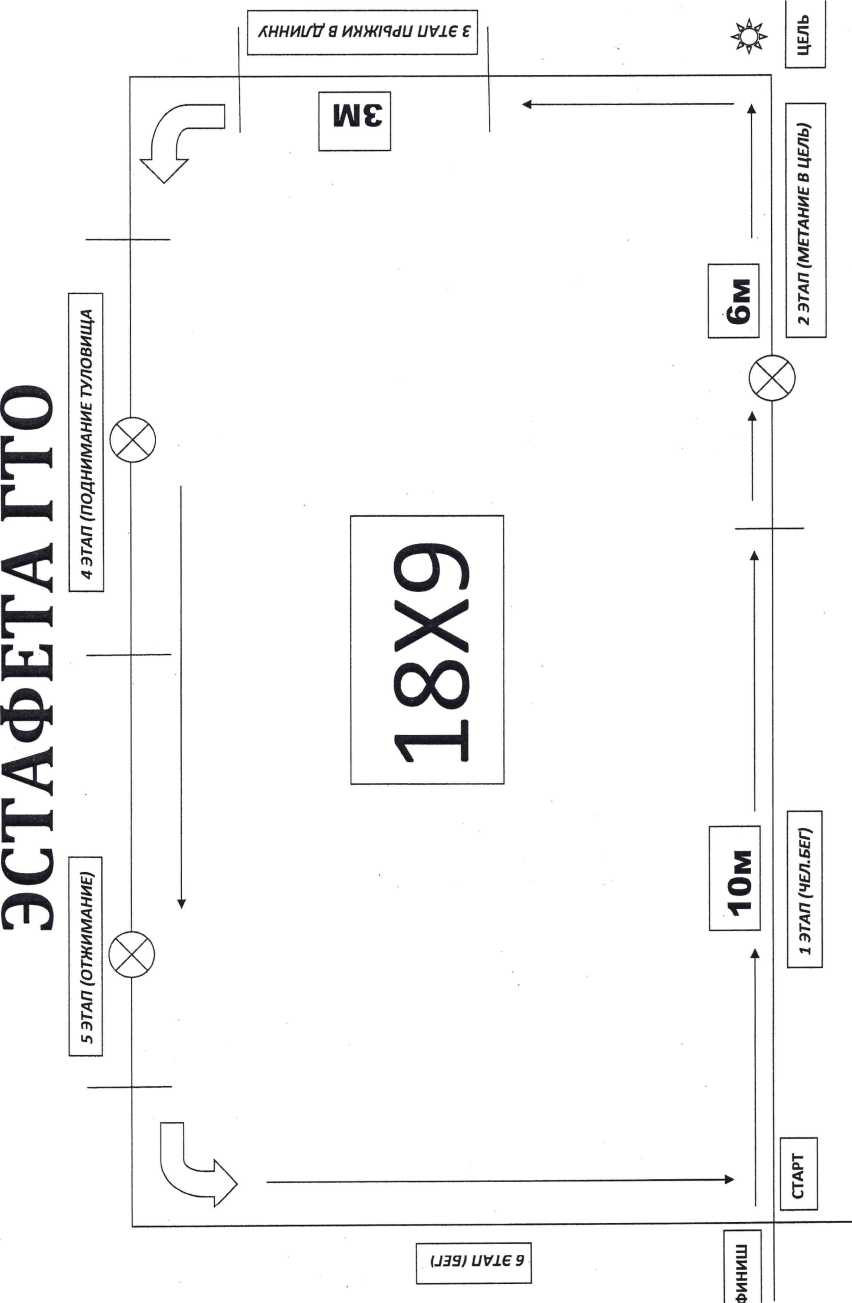 ЭСТАФЕТА ГТО
5 ЭТАП (ОТЖИМАНИЕ)
4 ЭТАП (ПОДНИМАНИЕ ТУЛОВИЩА
3 ЭТАП ПРЫЖКИ В ДЛИННУ
3М
18Х9
6м
10м
ЦЕЛЬ
2 ЭТАП (МЕТАНИЕ В ЦЕЛЬ)
1 ЭТАП (ЧЕЛ.БЕГ)
СТАРТ
ФИНИШ
6 ЭТАП (БЕГ)